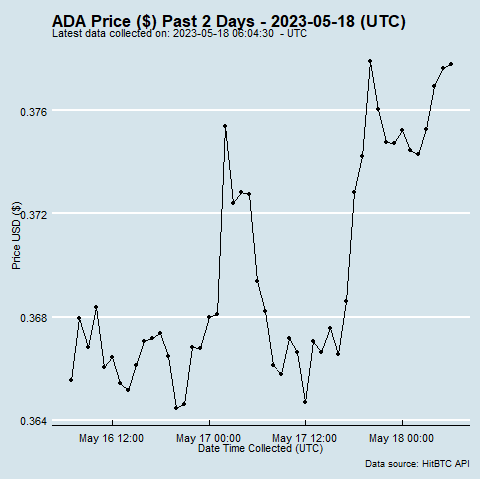 ADA Price ($) Past 2 Days - 2023-05-18 (UTC)
Latest data collected on: 2023-05-18 06:04:30  - UTC
0.376
0.372
0.368
0.364
Price USD ($)
May 16 12:00
May 17 00:00
May 17 12:00
May 18 00:00
Date Time Collected (UTC)
Data source: HitBTC API